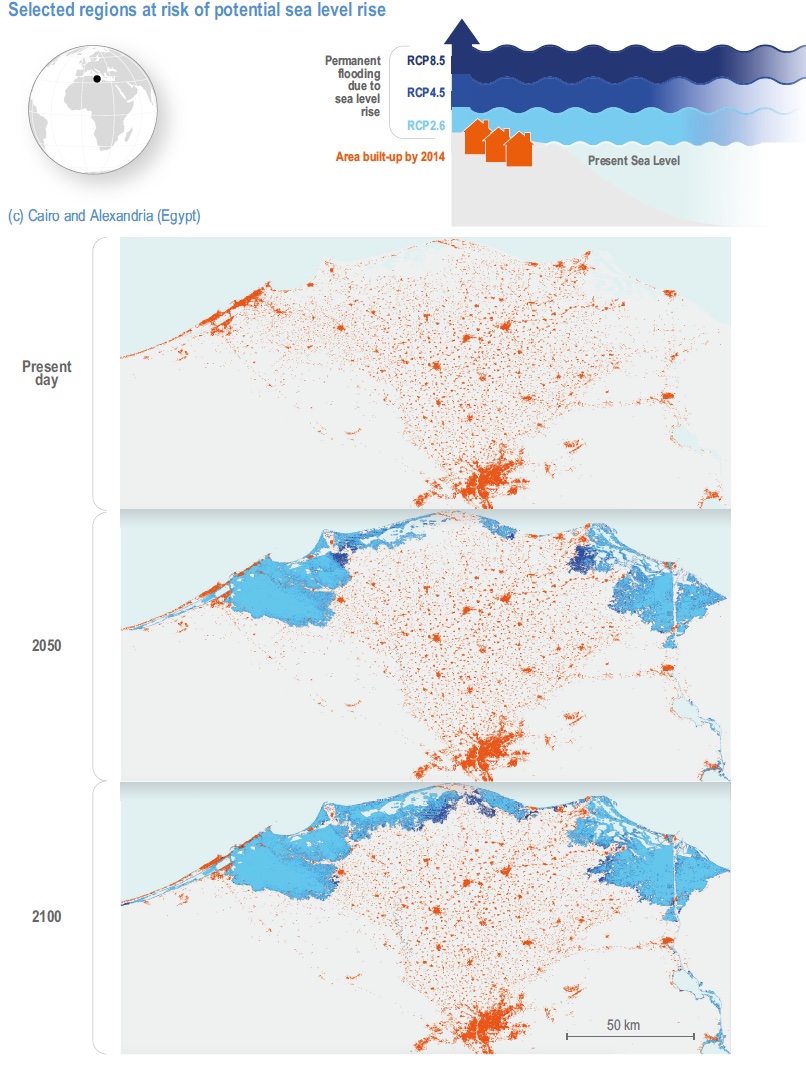 Selected regions at risk of potential sea level rise
Permanent
flooding
due to
sea level
rise
RCP8.5
RCP4.5
RCP2.6
Area built-up by 2014
Present Sea Level
(c) Cairo and Alexandria (Egypt)
Present
day
2050
2100
50 km